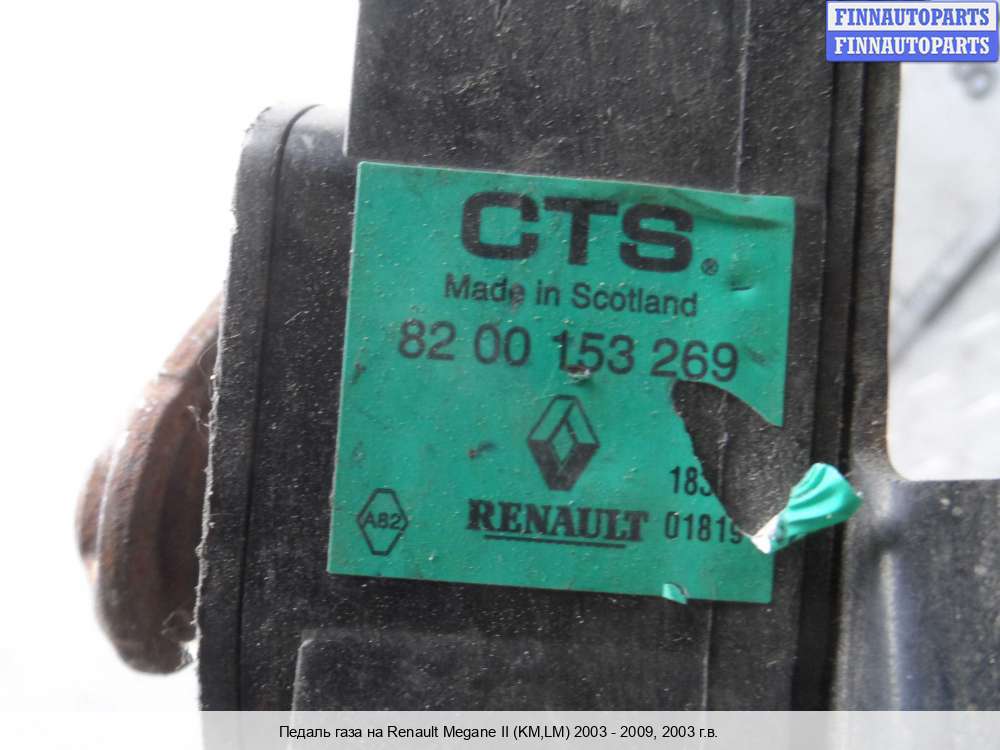 FINNAUTOPARTS
FINNAUTOPARTS
CTS®
Made in Scotland
82 00 153 269
A82
RENAULT
01819
Педаль газа на Renault Megane II (KM,LM) 2003 - 2009, 2003 г.в.